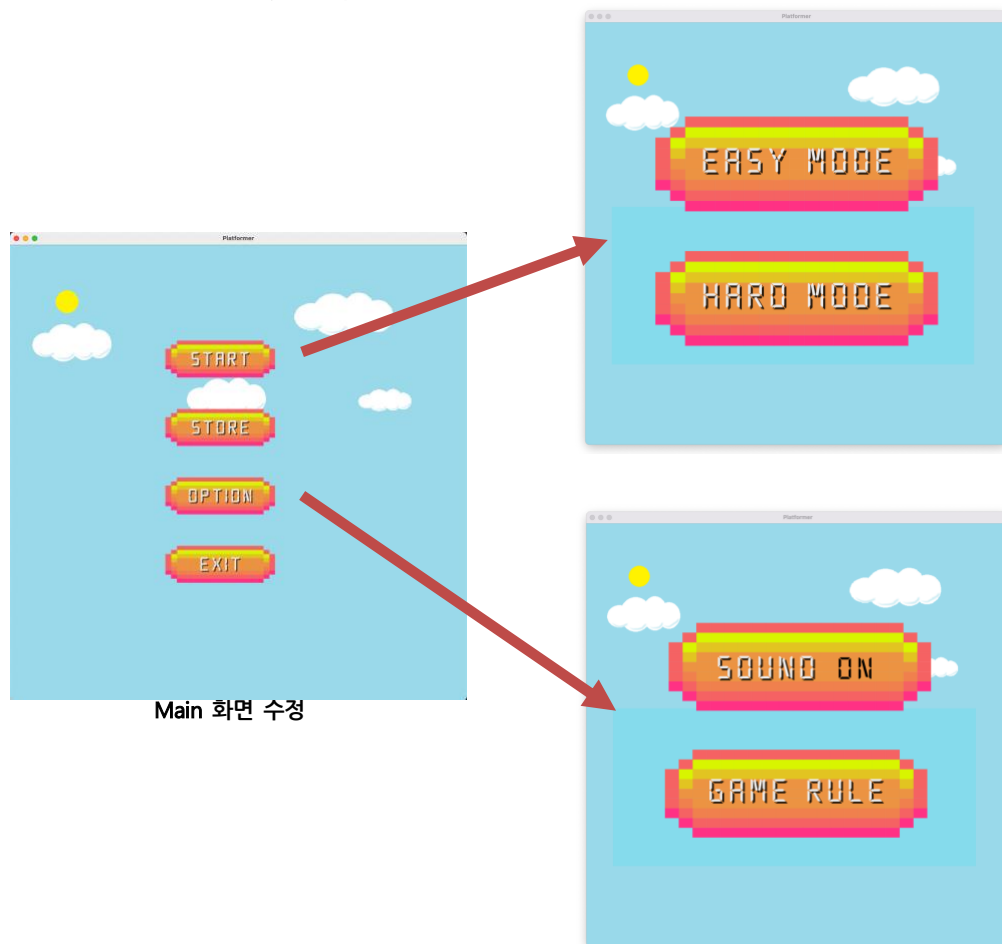 Platformer
START
STORE
OPTION
EXIT
Main 화면 수정
Platformer
EASY MODE
HARD MODE
Platformer
SOUND ON
GAME RULE